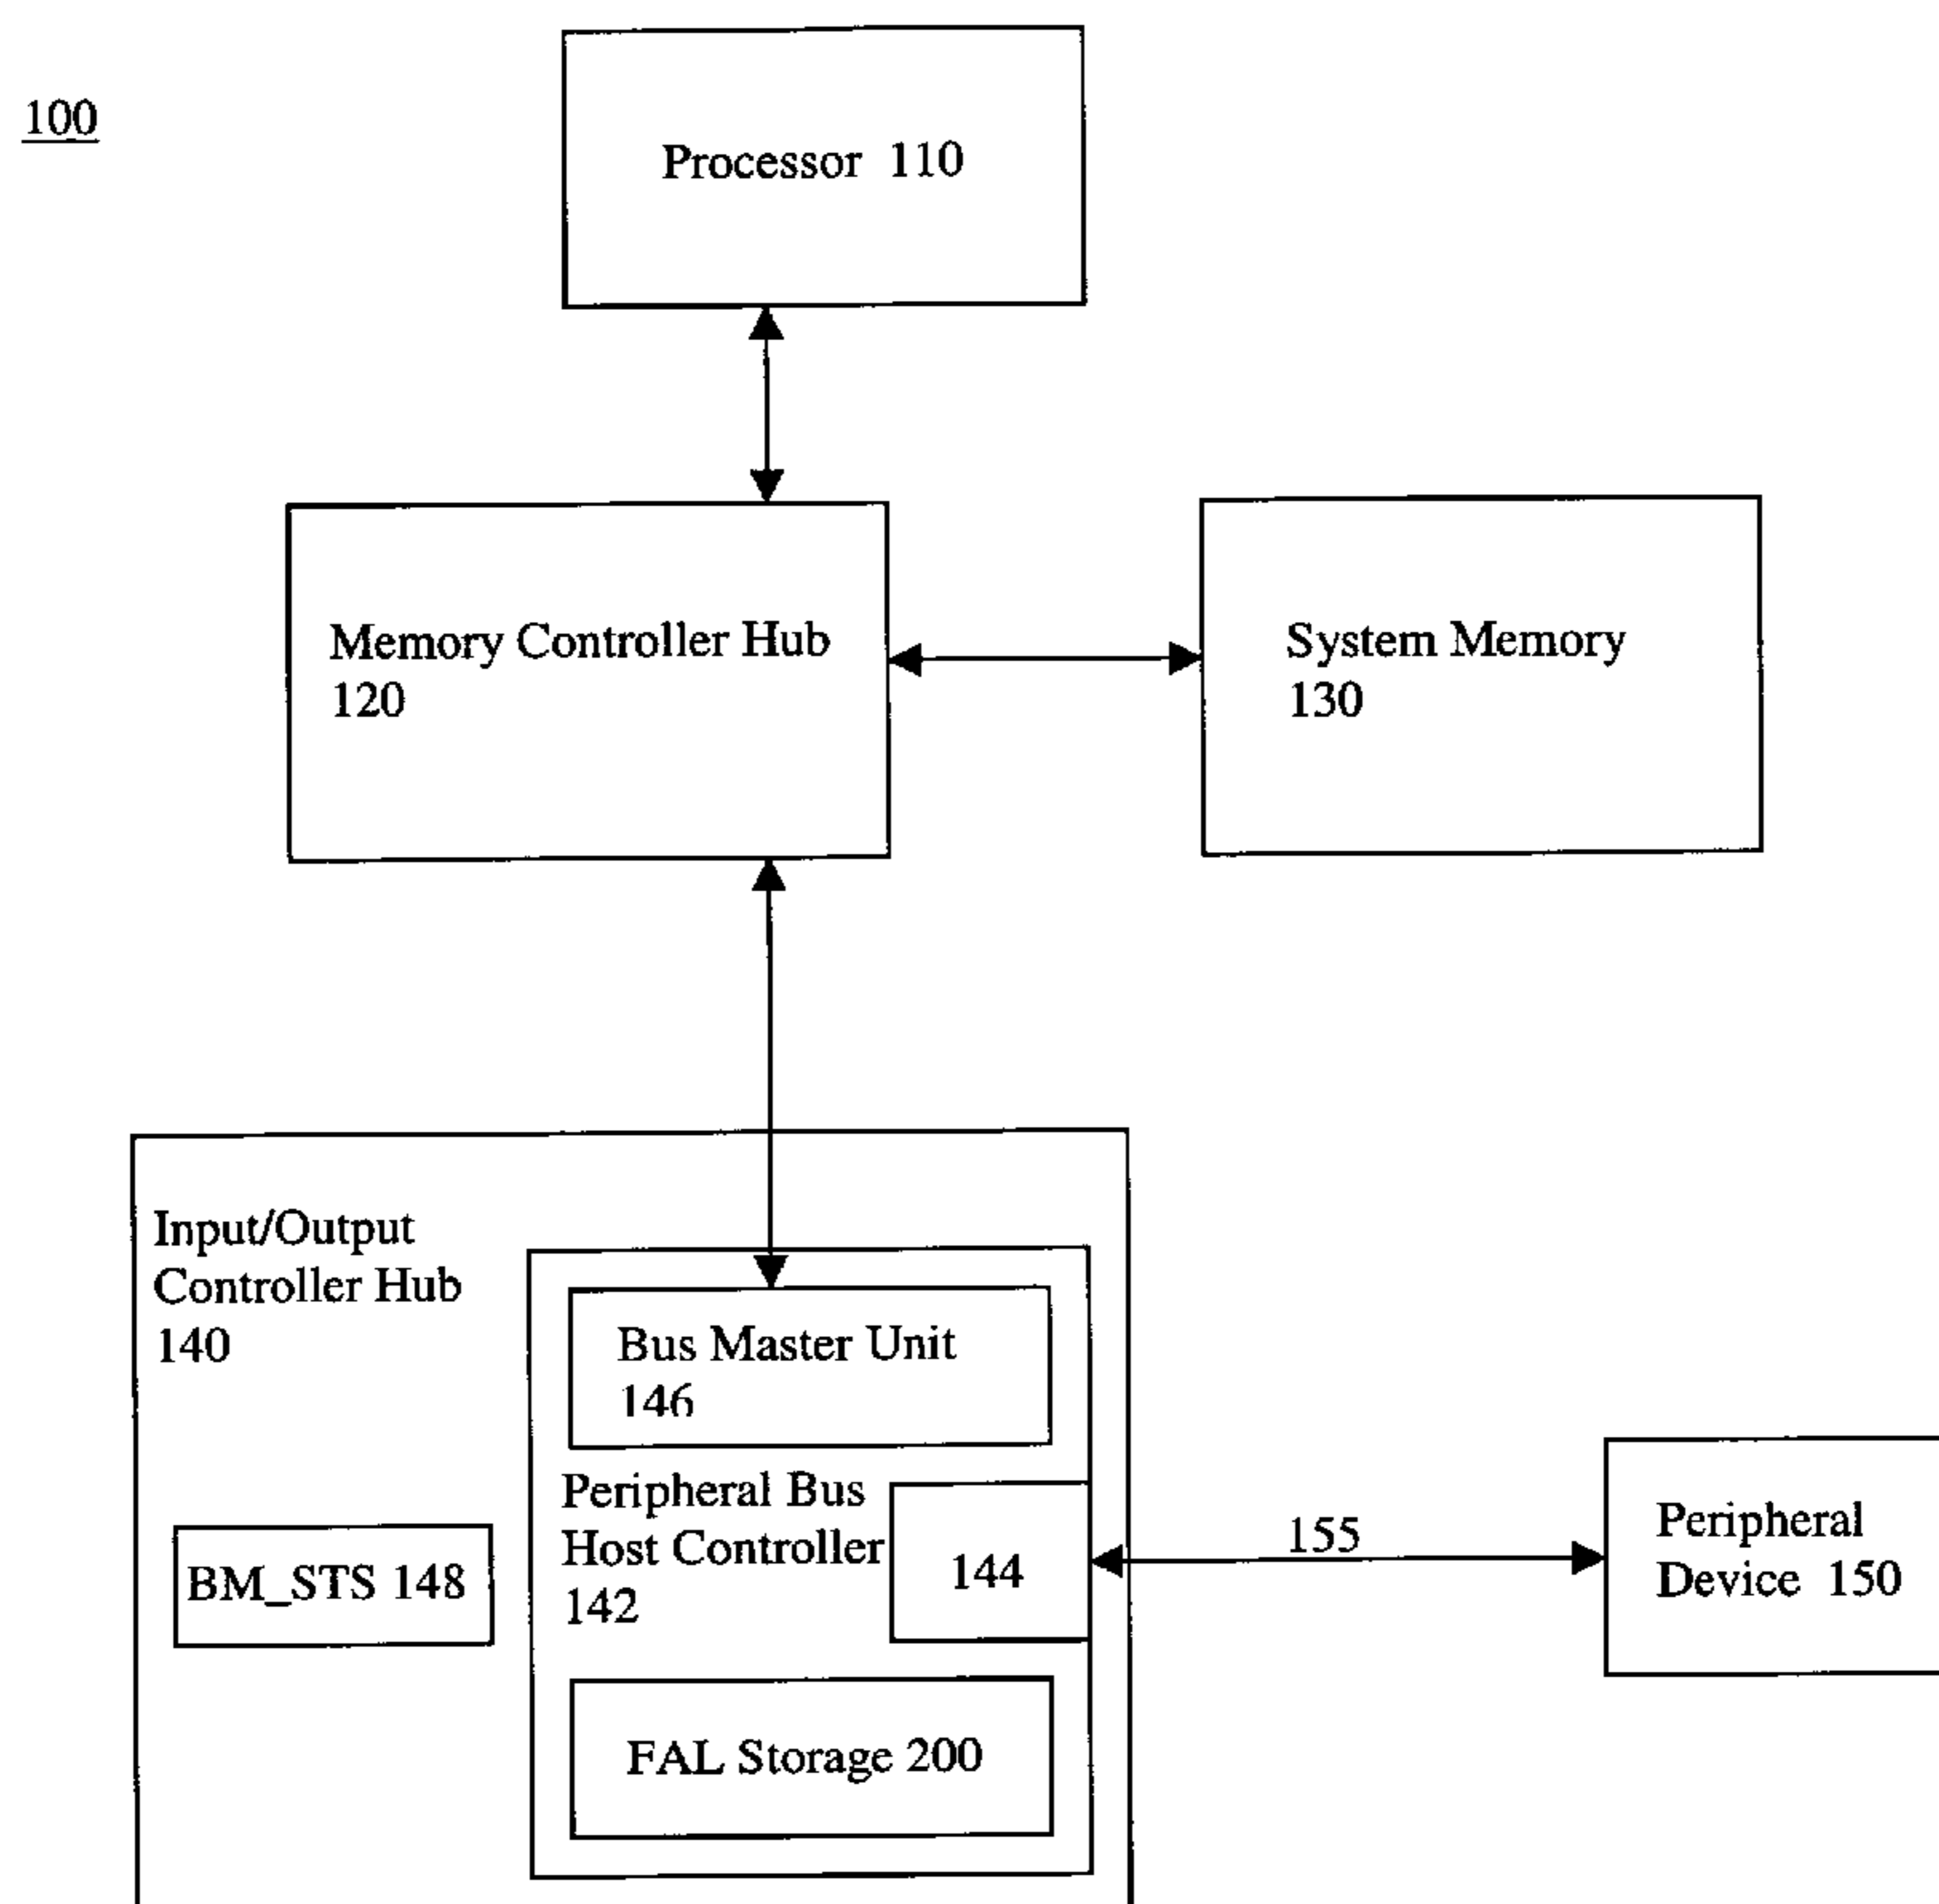 100
Processor 110
Memory Controller Hub
120
System Memory
130
Input/Output
Controller Hub
140
Bus Master Unit
146
Peripheral Bus
Host Controller
142
144
BM_STS 148
FAL Storage 200
155
Peripheral
Device 150